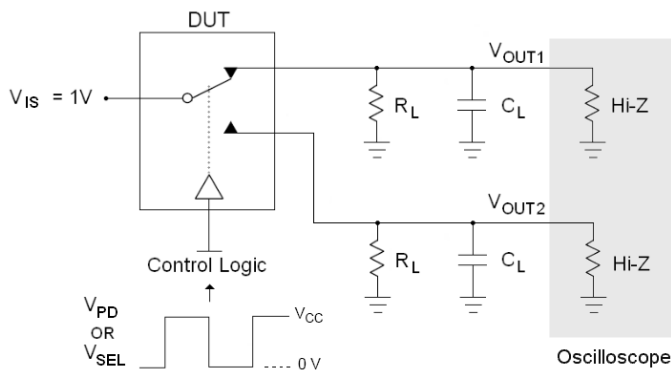 DUT
V_IS = 1V
V_OUT1
R_L
C_L
Hi-Z
V_OUT2
R_L
C_L
Hi-Z
Control Logic
V_PD
OR
V_SEL
V_CC
0 V
Oscilloscope